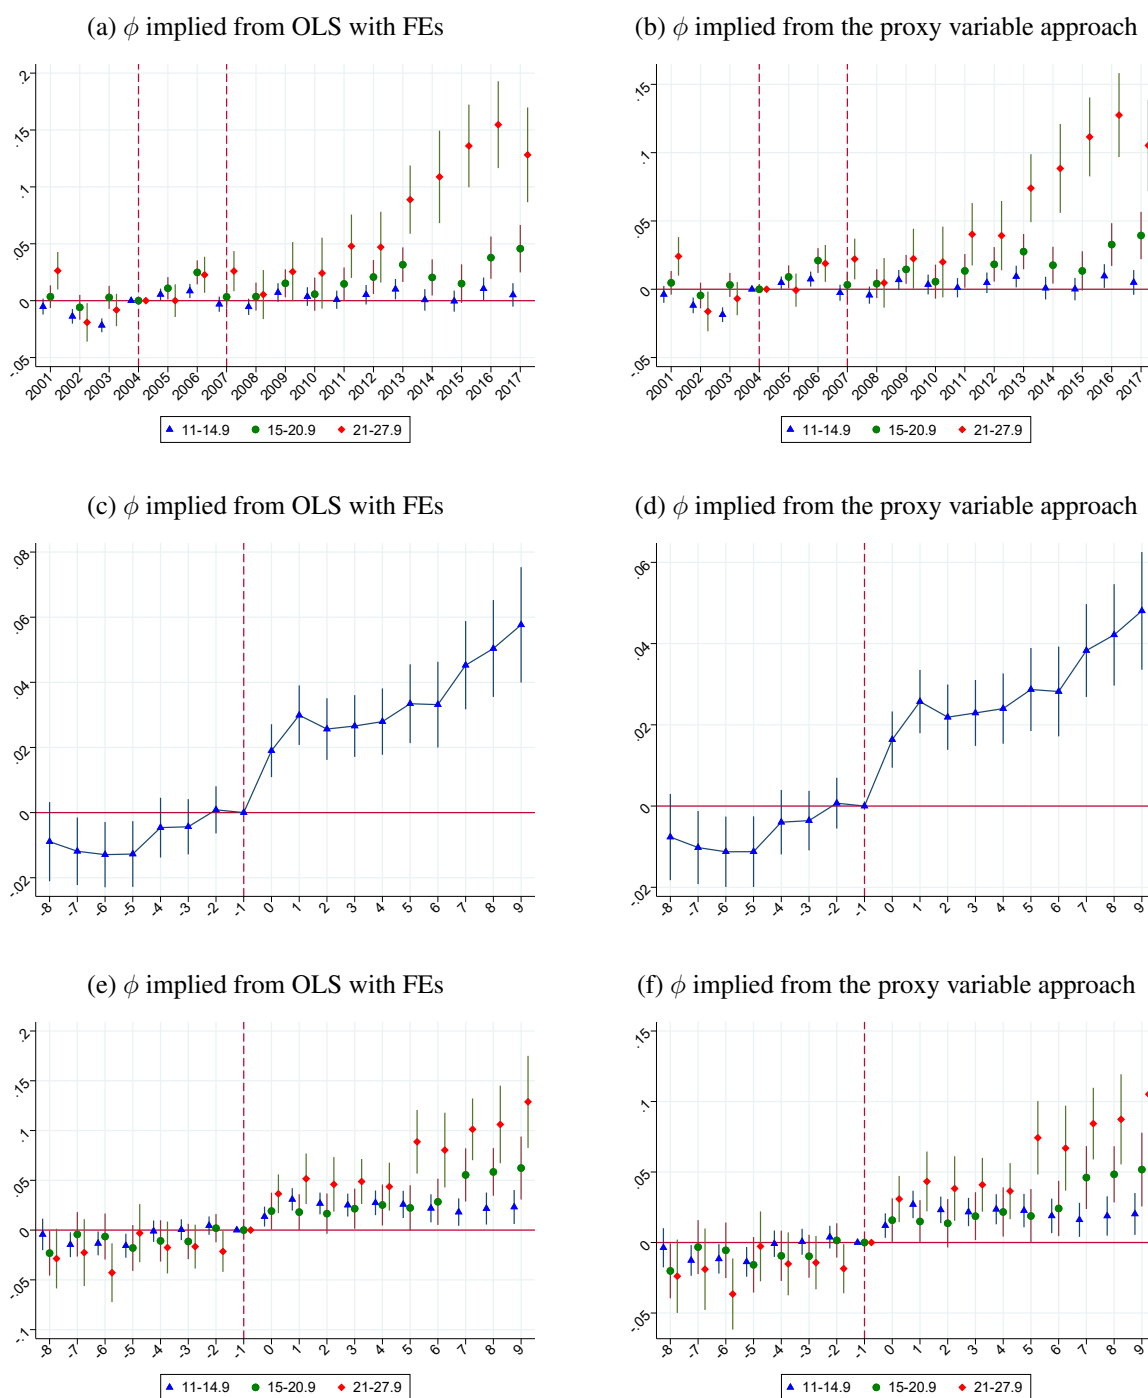 (a) ϕ implied from OLS with FEs
(b) ϕ implied from the proxy variable approach
.2
.15
.1
.05
0
-.05
2001 2002 2003 2004 2005 2006 2007 2008 2009 2010 2011 2012 2013 2014 2015 2016 2017
11-14.9 15-20.9 21-27.9
.15
.1
.05
0
-.05
2001 2002 2003 2004 2005 2006 2007 2008 2009 2010 2011 2012 2013 2014 2015 2016 2017
11-14.9 15-20.9 21-27.9
(c) ϕ implied from OLS with FEs
(d) ϕ implied from the proxy variable approach
.08
.06
.04
.02
0
-.02
-8 -7 -6 -5 -4 -3 -2 -1 0 1 2 3 4 5 6 7 8 9
.06
.04
.02
0
-.02
-8 -7 -6 -5 -4 -3 -2 -1 0 1 2 3 4 5 6 7 8 9
(e) ϕ implied from OLS with FEs
(f) ϕ implied from the proxy variable approach
.2
.15
.1
.05
0
-.05
-.1
-8 -7 -6 -5 -4 -3 -2 -1 0 1 2 3 4 5 6 7 8 9
11-14.9 15-20.9 21-27.9
.15
.1
.05
0
-.05
-8 -7 -6 -5 -4 -3 -2 -1 0 1 2 3 4 5 6 7 8 9
11-14.9 15-20.9 21-27.9